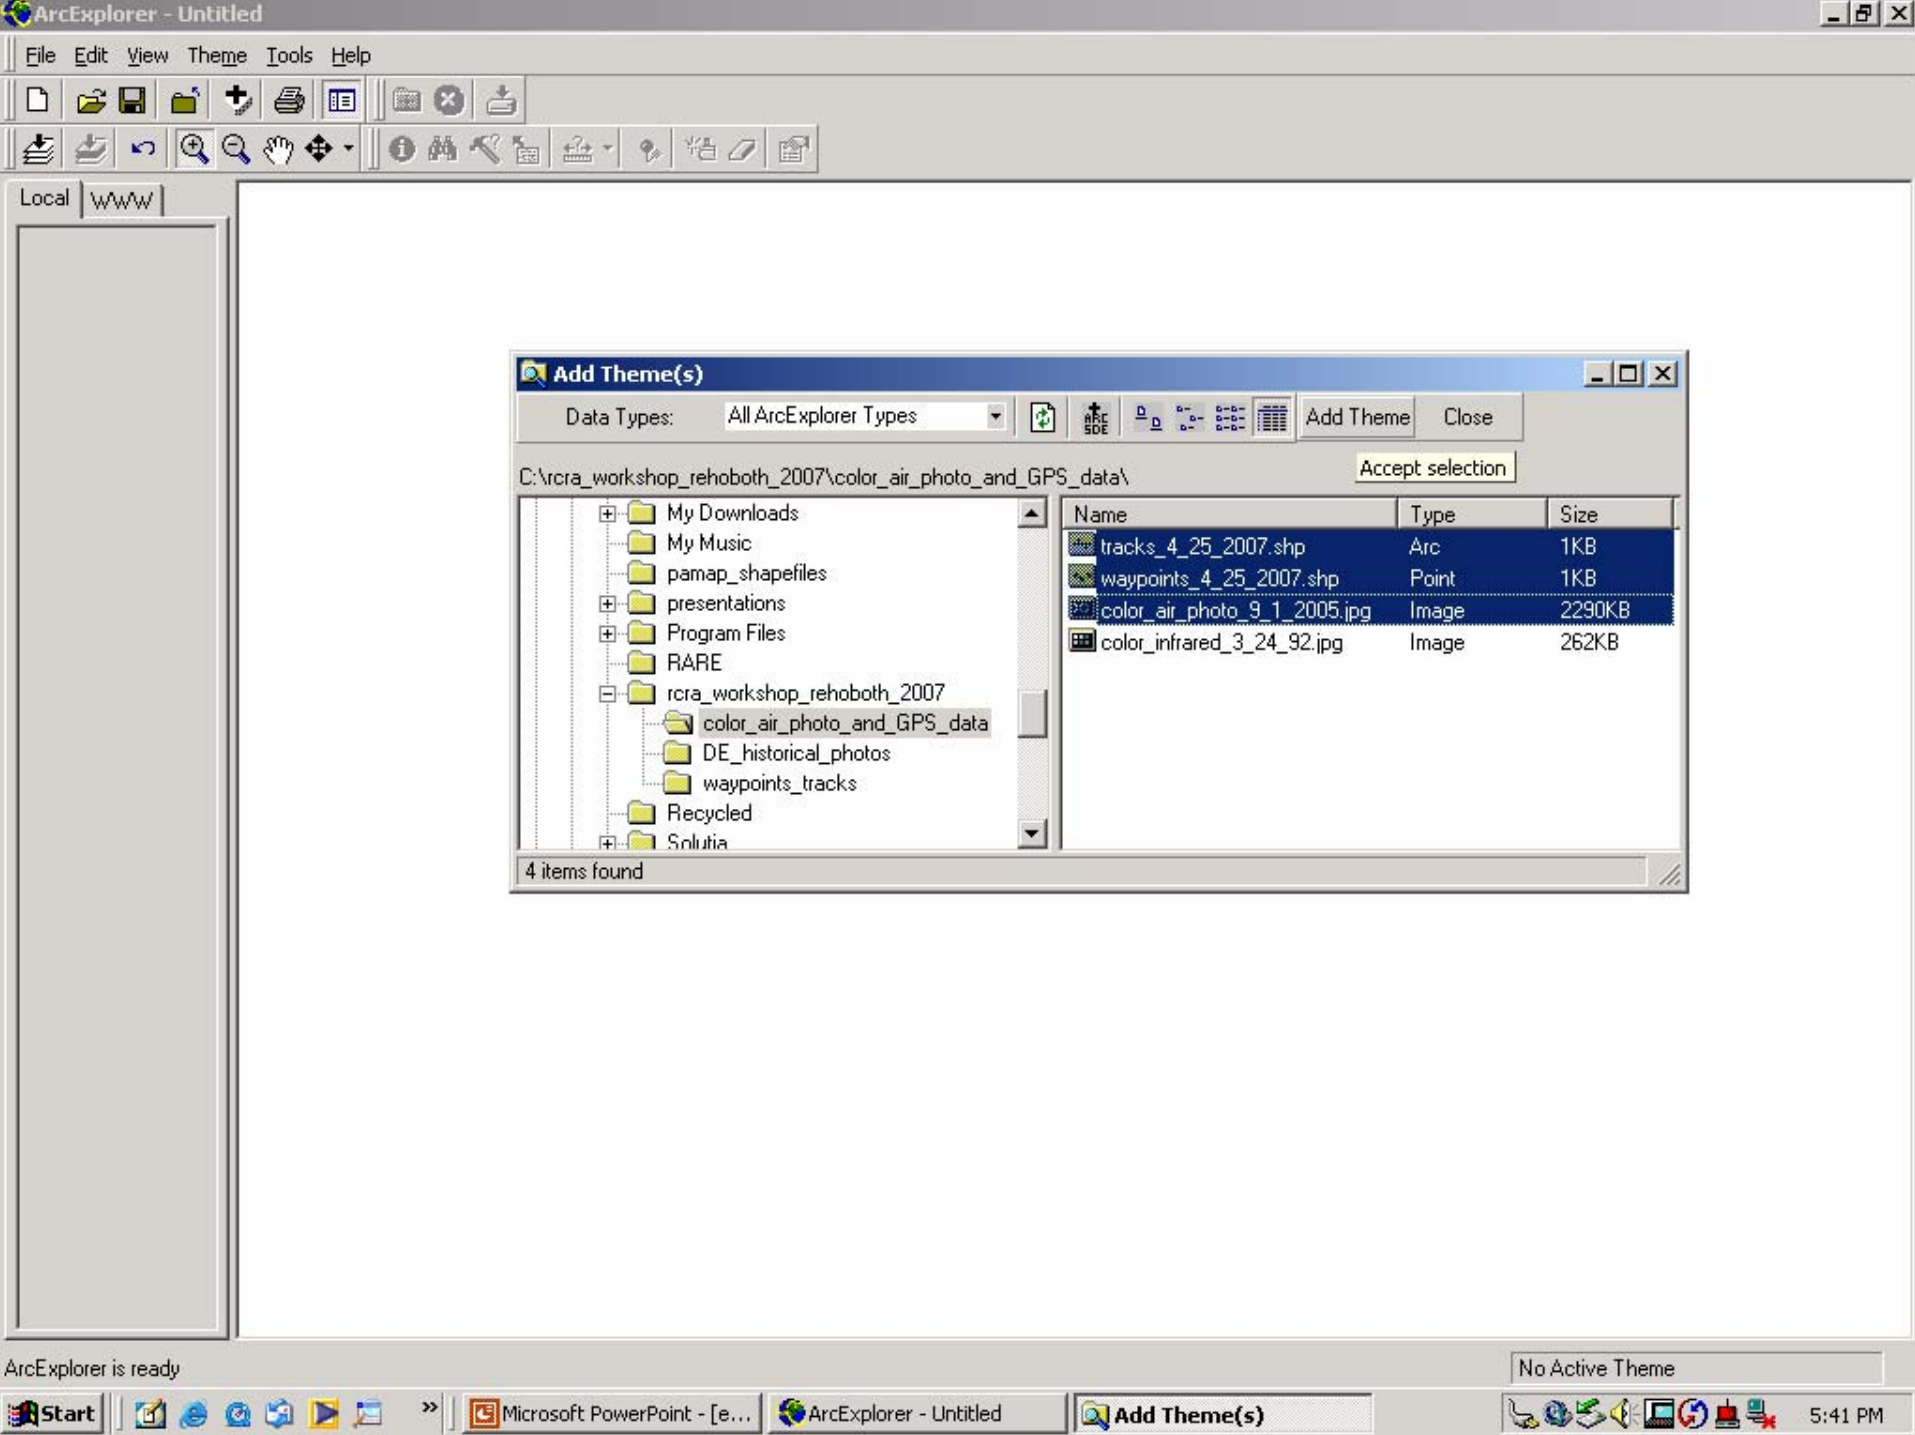 ArcExplorer - Untitled
File Edit View Theme Tools Help
Local WWW
Add Theme(s)
Data Types: All ArcExplorer Types ARC SDE Add Theme Close
Accept selection
C:\rcra_workshop_rehoboth_2007\color_air_photo_and_GPS_data\
My Downloads
My Music
pamap_shapefiles
presentations
Program Files
RARE
rcra_workshop_rehoboth_2007
color_air_photo_and_GPS_data
DE_historical_photos
waypoints_tracks
Recycled
Solutia
Name Type Size
tracks_4_25_2007.shp Arc 1KB
waypoints_4_25_2007.shp Point 1KB
color_air_photo_9_1_2005.jpg Image 2290KB
color_infrared_3_24_92.jpg Image 262KB
4 items found
ArcExplorer is ready
No Active Theme
Start » Microsoft PowerPoint - [e... ArcExplorer - Untitled Add Theme(s) 5:41 PM